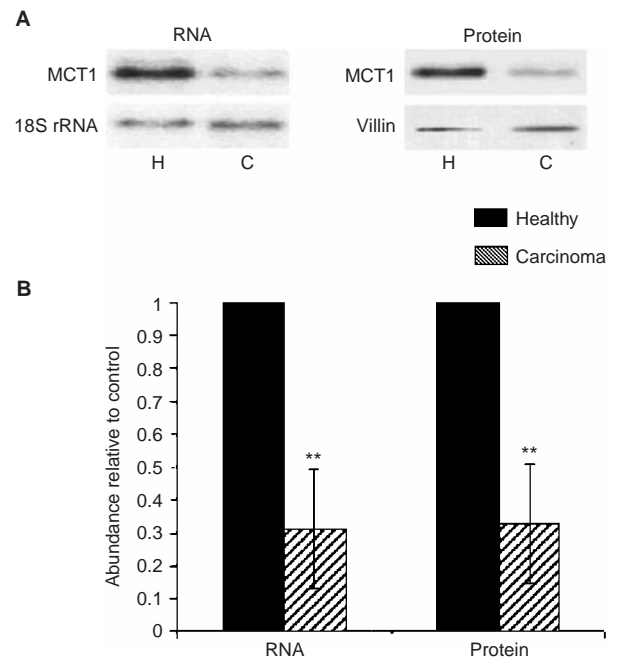 A
RNA
Protein
MCT1
MCT1
18S rRNA
Villin
H C
H C
Healthy
Carcinoma
B
Abundance relative to control
1
0.9
0.8
0.7
0.6
0.5
0.4
0.3
0.2
0.1
0
**
**
RNA
Protein